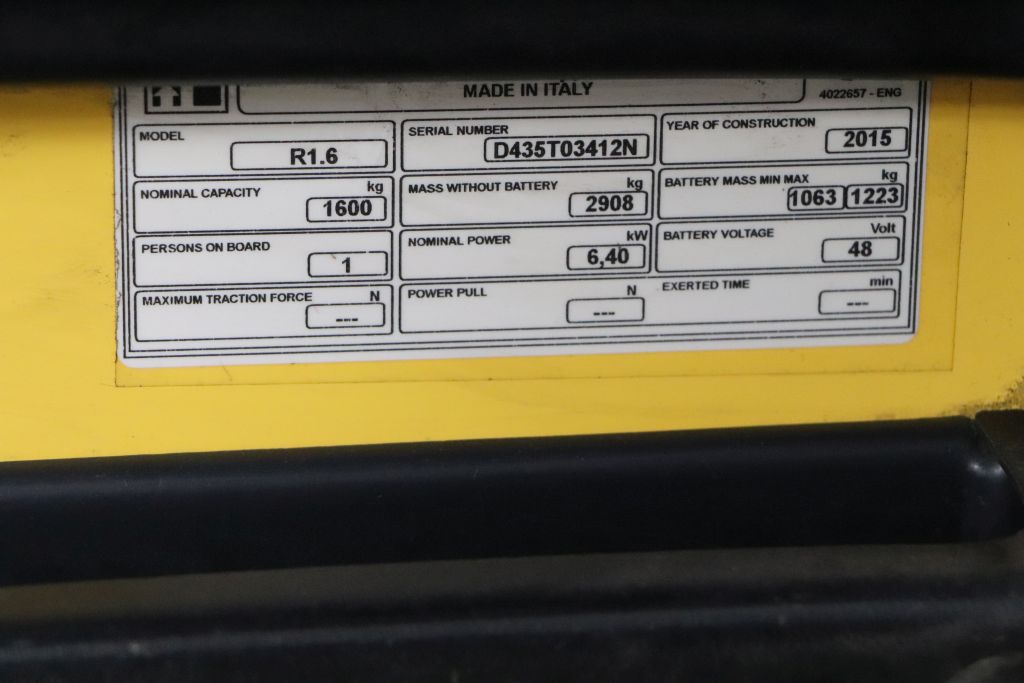 MADE IN ITALY
4022657 - ENG
MODEL
R1.6
SERIAL NUMBER
D435T03412N
YEAR OF CONSTRUCTION
2015
NOMINAL CAPACITY kg
1600
MASS WITHOUT BATTERY kg
2908
BATTERY MASS MIN MAX kg
1063 1223
PERSONS ON BOARD
1
NOMINAL POWER kW
6,40
BATTERY VOLTAGE Volt
48
MAXIMUM TRACTION FORCE N
---
POWER PULL N
---
EXERTED TIME min
---